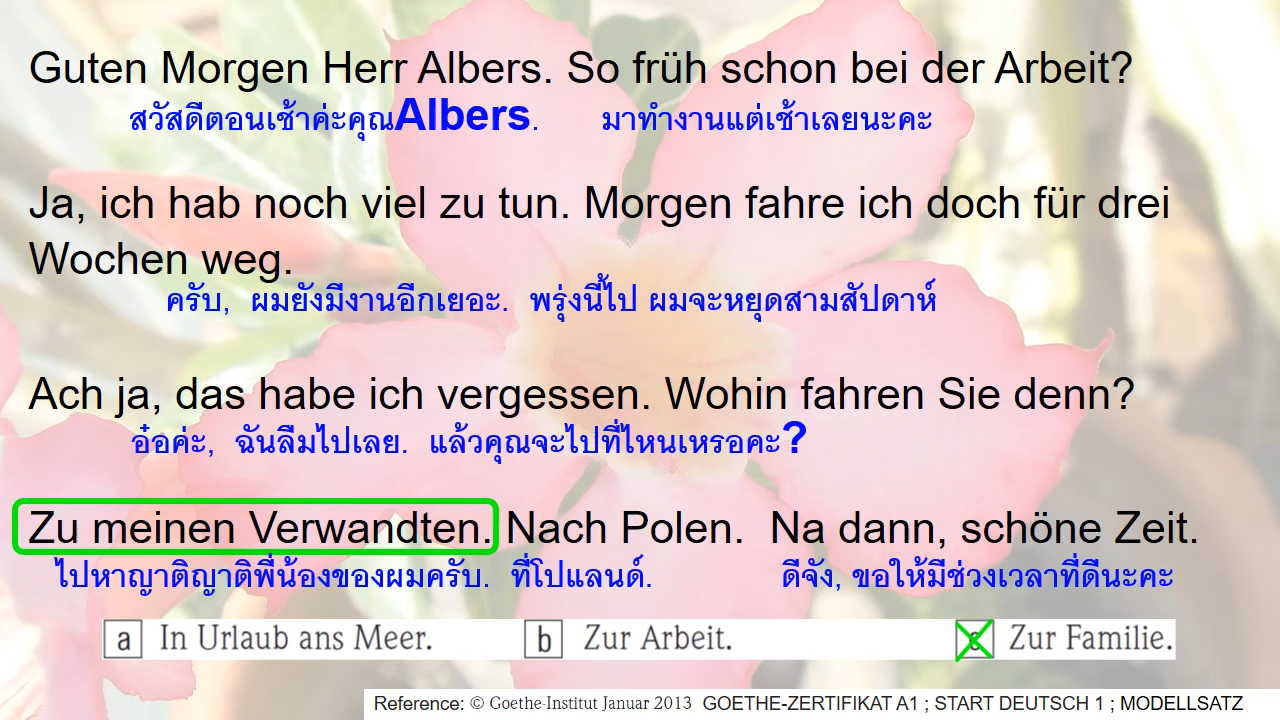 Guten Morgen Herr Albers. So früh schon bei der Arbeit?
สวัสดีตอนเช้าค่ะคุณAlbers. มาทำงานแต่เช้าเลยนะคะ
Ja, ich hab noch viel zu tun. Morgen fahre ich doch für drei
Wochen weg.
ครับ, ผมยังมีงานอีกเยอะ. พรุ่งนี้ไป ผมจะหยุดสามสัปดาห์
Ach ja, das habe ich vergessen. Wohin fahren Sie denn?
อ๋อค่ะ, ฉันลืมไปเลย. แล้วคุณจะไปที่ไหนเหรอคะ?
Zu meinen Verwandten. Nach Polen. Na dann, schöne Zeit.
ไปหาญาติญาติพี่น้องของผมครับ. ที่โปแลนด์. ดีจัง, ขอให้มีช่วงเวลาที่ดีนะคะ
a In Urlaub ans Meer. b Zur Arbeit. c Zur Familie.
Reference: © Goethe-Institut Januar 2013 GOETHE-ZERTIFIKAT A1 ; START DEUTSCH 1 ; MODELLSATZ